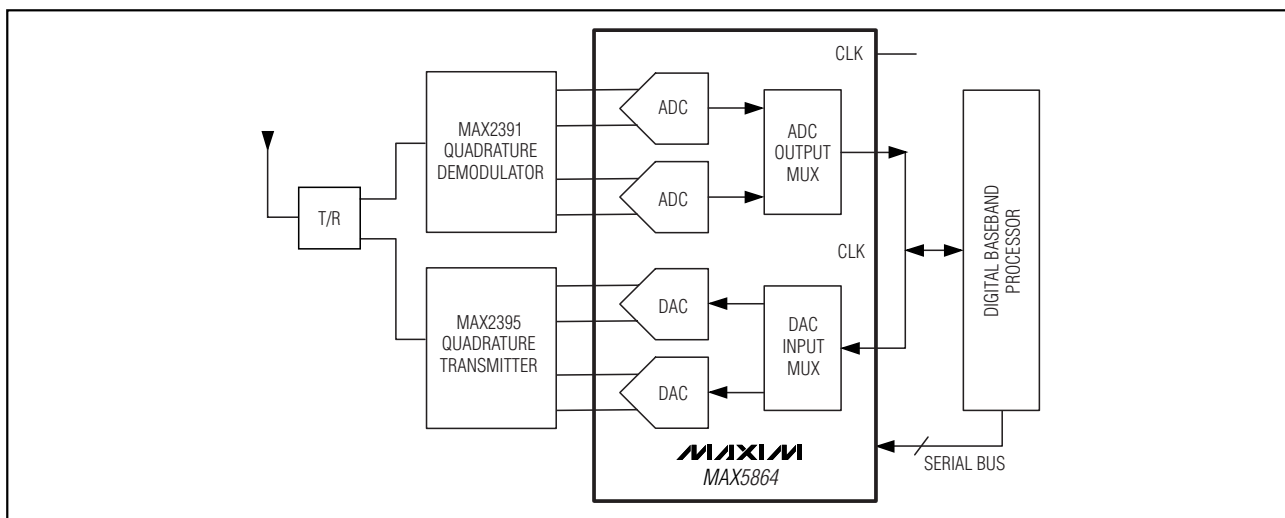 CLK
MAX2391
QUADRATURE
DEMODULATOR
ADC
ADC
OUTPUT
MUX
ADC
T/R
CLK
DIGITAL BASEBAND
PROCESSOR
MAX2395
QUADRATURE
TRANSMITTER
DAC
DAC
INPUT
MUX
DAC
MAXIM
MAX5864
SERIAL BUS